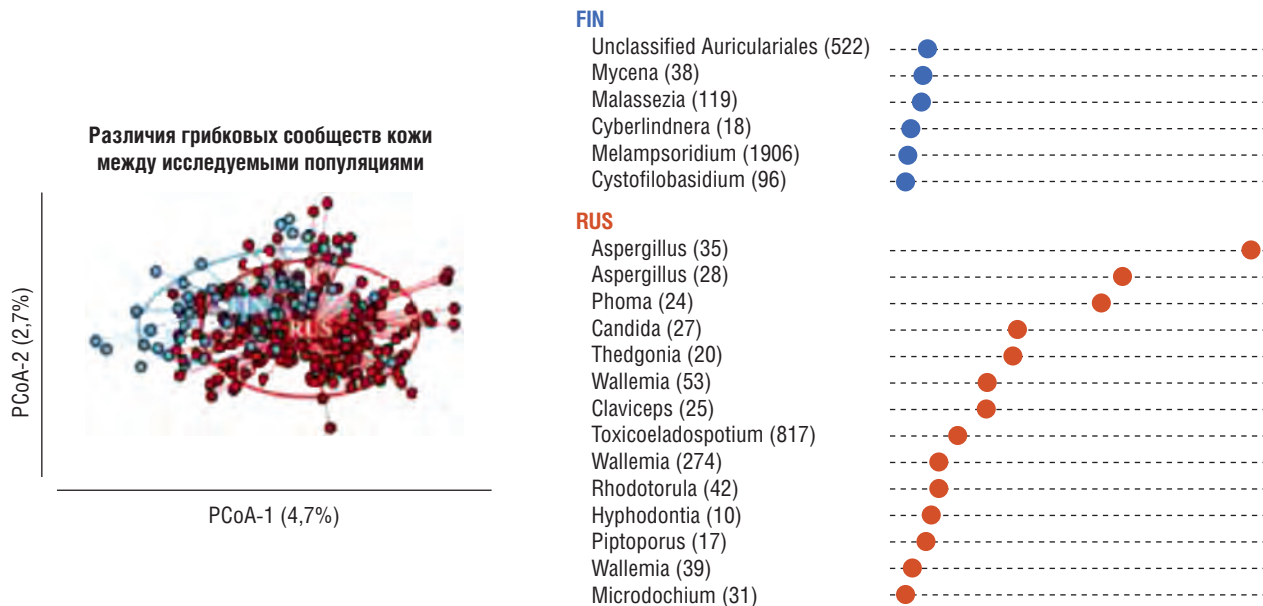 Различия грибковых сообществ кожи
между исследуемыми популяциями
PCoA-2 (2,7%)
RUS
PCoA-1 (4,7%)
FIN
Unclassified Auriculariales (522)
Mycena (38)
Malassezia (119)
Cyberlindnera (18)
Melampsoridium (1906)
Cystofilobasidium (96)
RUS
Aspergillus (35)
Aspergillus (28)
Phoma (24)
Candida (27)
Thedgonia (20)
Wallemia (53)
Claviceps (25)
Toxicoeladospotium (817)
Wallemia (274)
Rhodotorula (42)
Hyphodontia (10)
Piptoporus (17)
Wallemia (39)
Microdochium (31)